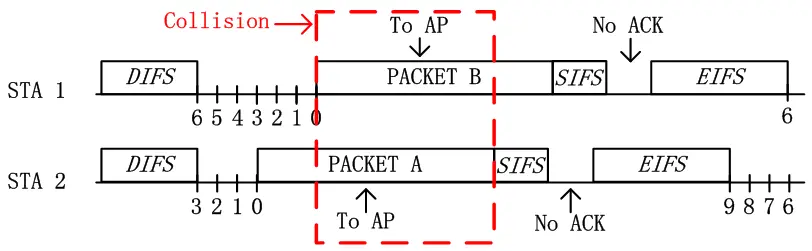 Collision
To AP
No ACK
STA 1
DIFS
PACKET B
SIFS
EIFS
6 5 4 3 2 1 0
6
STA 2
DIFS
PACKET A
SIFS
EIFS
3 2 1 0
9 8 7 6
To AP
No ACK